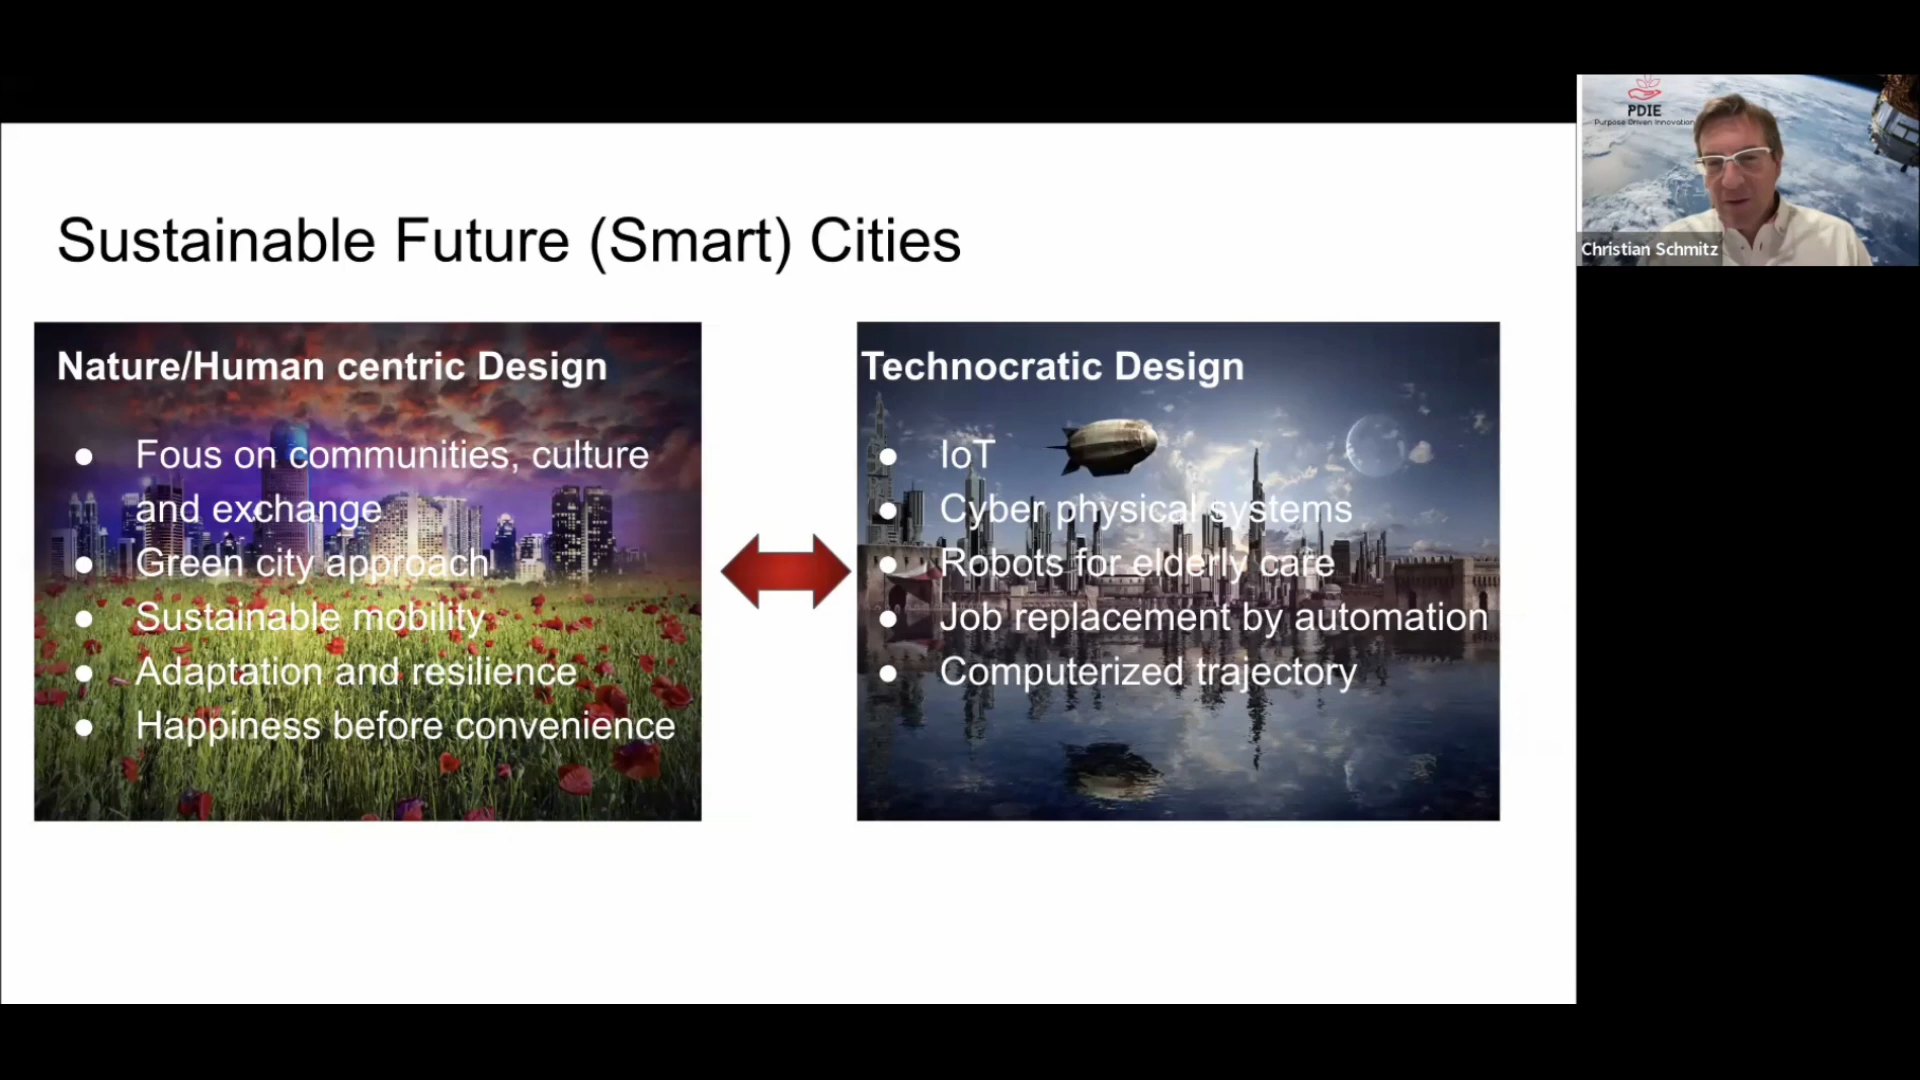 PDIE
Purpose Driven Innovation
Christian Schmitz
Sustainable Future (Smart) Cities
Nature/Human centric Design
● Fous on communities, culture
and exchange
● Green city approach
● Sustainable mobility
● Adaptation and resilience
● Happiness before convenience
Technocratic Design
● IoT
● Cyber physical systems
● Robots for elderly care
● Job replacement by automation
● Computerized trajectory